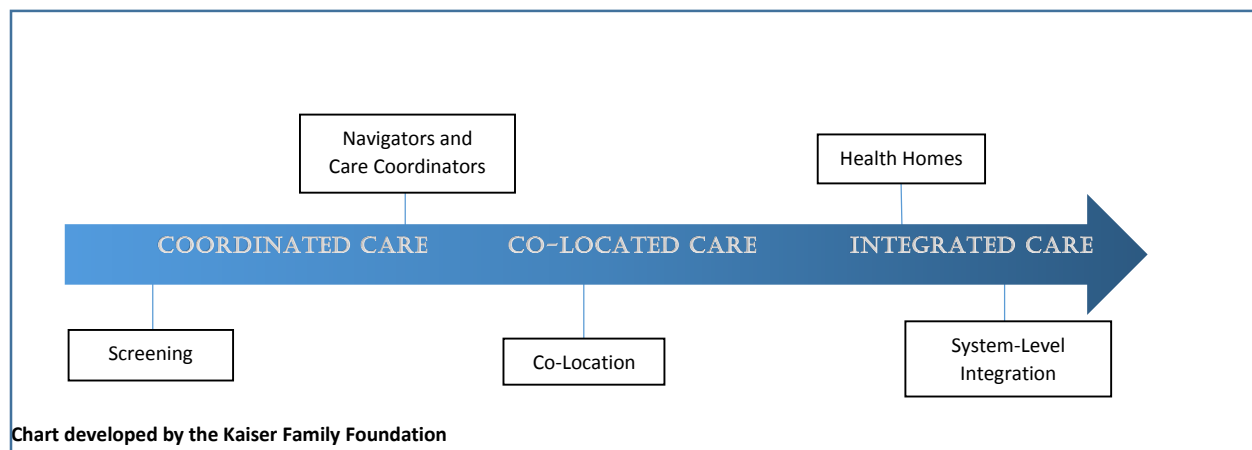 Navigators and
Care Coordinators
Health Homes
COORDINATED CARE
CO-LOCATED CARE
INTEGRATED CARE
Screening
Co-Location
System-Level
Integration
Chart developed by the Kaiser Family Foundation